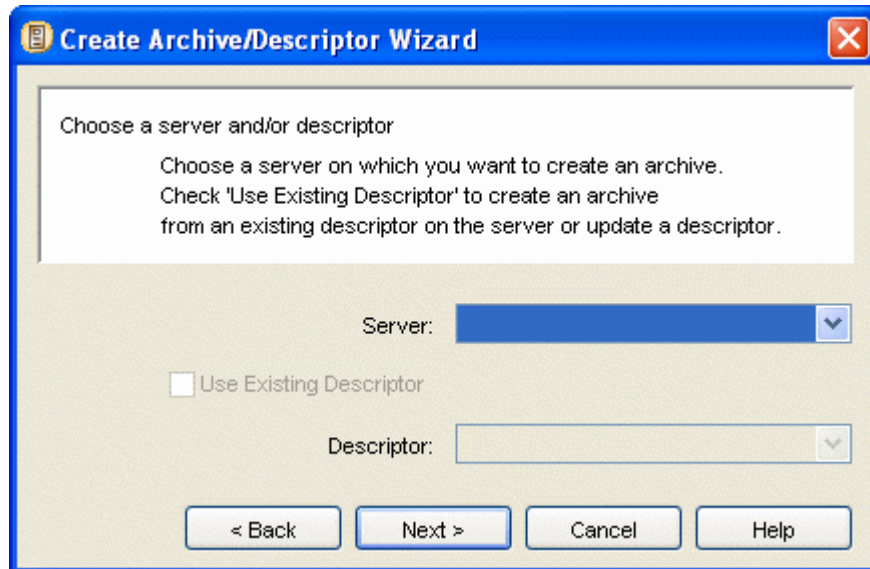 Create Archive/Descriptor Wizard
Choose a server and/or descriptor
Choose a server on which you want to create an archive.
Check 'Use Existing Descriptor' to create an archive
from an existing descriptor on the server or update a descriptor.
Server:
Use Existing Descriptor
Descriptor:
< Back Next > Cancel Help